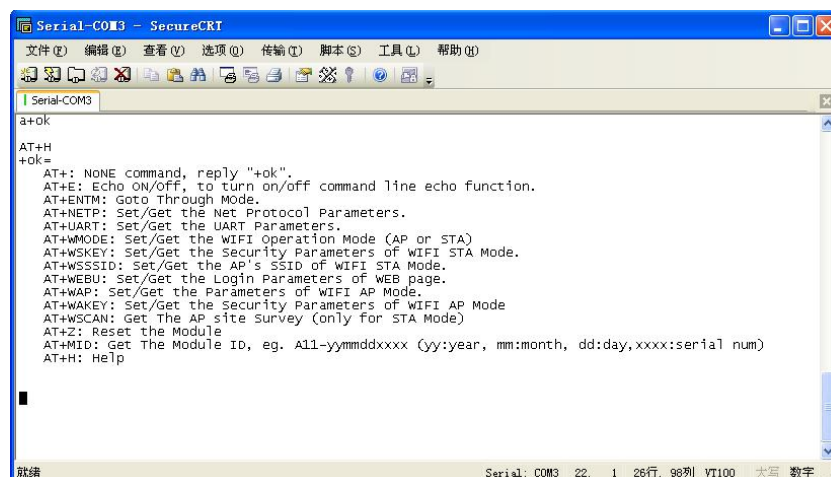 Serial-COM3 - SecureCRT
文件(F) 编辑(E) 查看(V) 选项(O) 传输(T) 脚本(S) 工具(L) 帮助(H)
Serial-COM3
a+ok
AT+H
+ok=
AT+: NONE command, reply "+ok".
AT+E: Echo ON/Off, to turn on/off command line echo function.
AT+ENTM: Goto Through MOde.
AT+NETP: Set/Get the Net Protocol Parameters.
AT+UART: Set/Get the UART Parameters.
AT+WMODE: Set/Get the WIFI Operation Mode (AP or STA)
AT+WSKEY: Set/Get the Security Parameters of WIFI STA Mode.
AT+WSSSID: Set/Get the AP's SSID of WIFI STA Mode.
AT+WEBU: Set/Get the Login Parameters of WEB page.
AT+WAP: Set/Get the Parameters of WIFI AP Mode.
AT+WAKEY: Set/Get the Security Parameters of WIFI AP Mode
AT+WSCAN: Get The AP site Survey (only for STA Mode)
AT+Z: Reset the Module
AT+MID: Get The Module ID, eg. A11-yymmddxxxx (yy:year, mm:month, dd:day,xxxx:serial num)
AT+H: Help
就绪 Serial: COM3 22, 1 26行, 98列 VT100 大写 数字